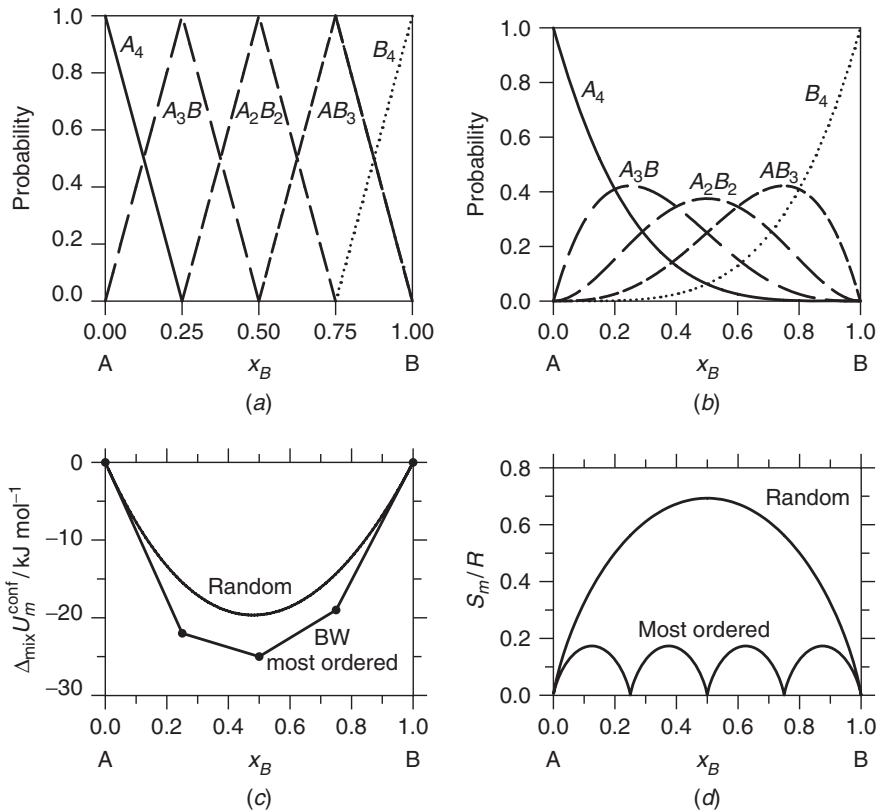 1.0
0.8
0.6
0.4
0.2
0.0
Probability
A4
A3B
A2B2
AB3
B4
0.00 0.25 0.50 0.75 1.00
A xB B
(a)
1.0
0.8
0.6
0.4
0.2
0.0
Probability
A4
A3B
A2B2
AB3
B4
0.0 0.2 0.4 0.6 0.8 1.0
A xB B
(b)
0
−10
−20
−30
ΔmixUmconf/kJ mol−1
Random
BW
most ordered
0.0 0.2 0.4 0.6 0.8 1.0
A xB B
(c)
0.8
0.6
0.4
0.2
0.0
Sm/R
Random
Most ordered
0.0 0.2 0.4 0.6 0.8 1.0
A xB B
(d)